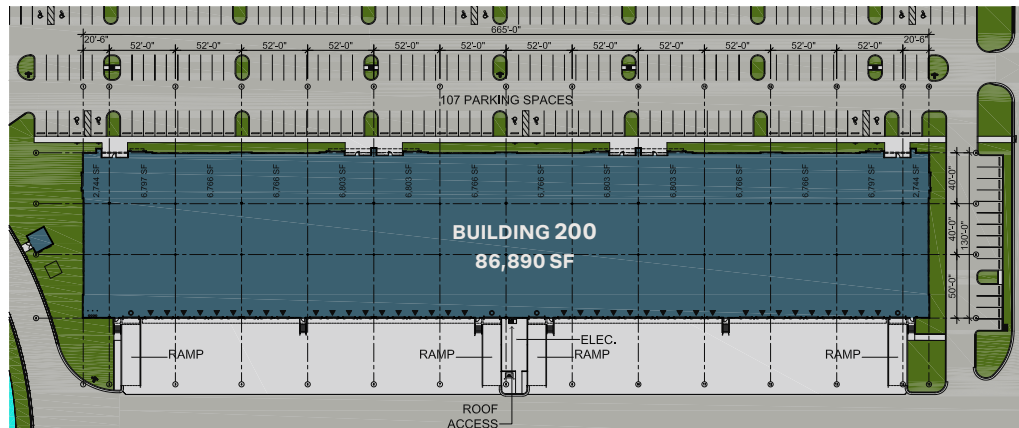 665'-0"
20'-6" 52'-0" 52'-0" 52'-0" 52'-0" 52'-0" 52'-0" 52'-0" 52'-0" 52'-0" 52'-0" 52'-0" 52'-0" 20'-6"
107 PARKING SPACES
2,744 SF 6,797 SF 6,766 SF 6,766 SF 6,803 SF 6,803 SF 6,766 SF 6,766 SF 6,803 SF 6,803 SF 6,766 SF 6,766 SF 6,797 SF 2,744 SF
40'-0"
40'-0"
130'-0"
50'-0"
BUILDING 200
86,890 SF
ELEC.
RAMP RAMP RAMP RAMP
ROOF
ACCESS